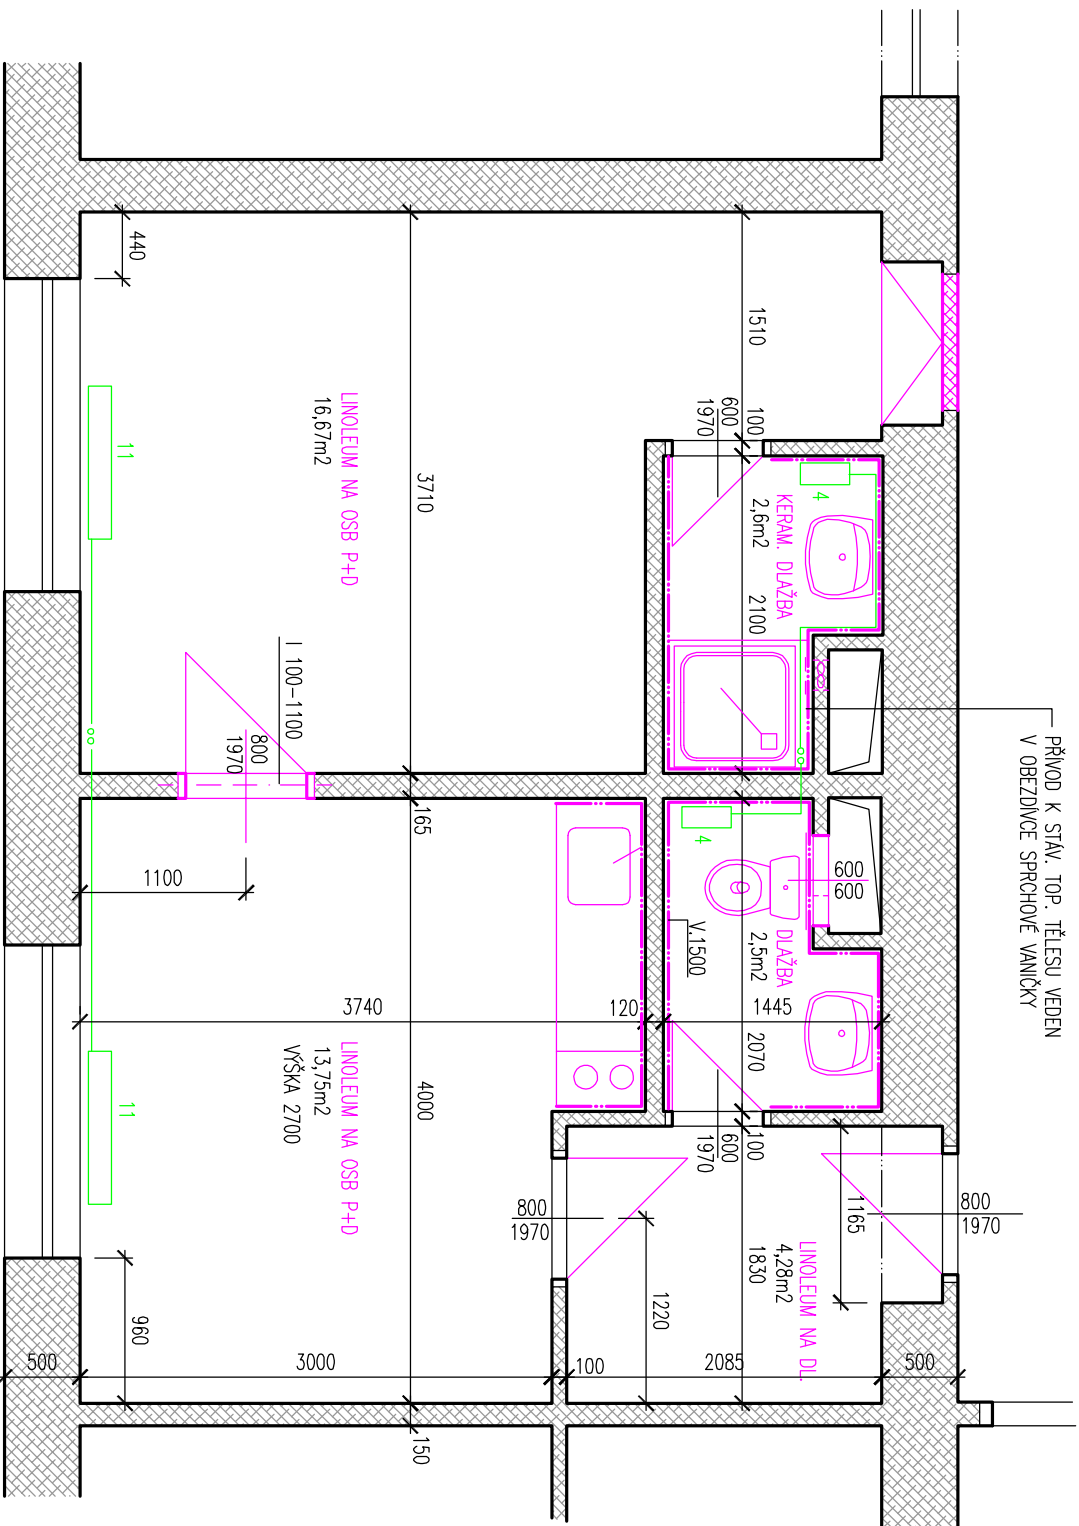 PŘÍVOD K STÁV. TOP. TĚLESU VEDEN
V OBEZDÍVCE SPRCHOVÉ VANIČKY
440
1510
100
600
1970
4
KERAM. DLAŽBA
2,6m2
2100
11
LINOLEUM NA OSB P+D
16,67m2
3710
I 100-1100
800
1970
165
1100
4
600
600
DLAŽBA
2,5m2
V.1500
3740
120
1445
2070
100
600
1970
11
LINOLEUM NA OSB P+D
13,75m2
VÝŠKA 2700
4000
800
1970
1165
800
1970
LINOLEUM NA DL.
4,28m2
1830
1220
960
500
3000
100
2085
500
150